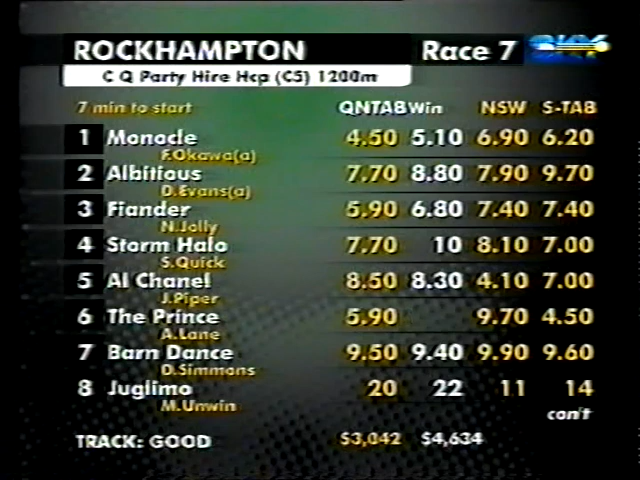 ROCKHAMPTON Race 7 SKY
C Q Party Hire Hcp (C5) 1200m
7 min to start QNTAB Win NSW S-TAB
1 Monocle 4.50 5.10 6.90 6.20
F.Okawa(a)
2 Albitious 7.70 8.80 7.90 9.70
D.Evans(a)
3 Fiander 5.90 6.80 7.40 7.40
N.Jolly
4 Storm Halo 7.70 10 8.10 7.00
S.Quick
5 Al Chanel 8.50 8.30 4.10 7.00
J.Piper
6 The Prince 5.90 9.70 4.50
A.Lane
7 Barn Dance 9.50 9.40 9.90 9.60
D.Simmons
8 Juglimo 20 22 11 14
M.Unwin
con't
TRACK: GOOD $3,042 $4,634